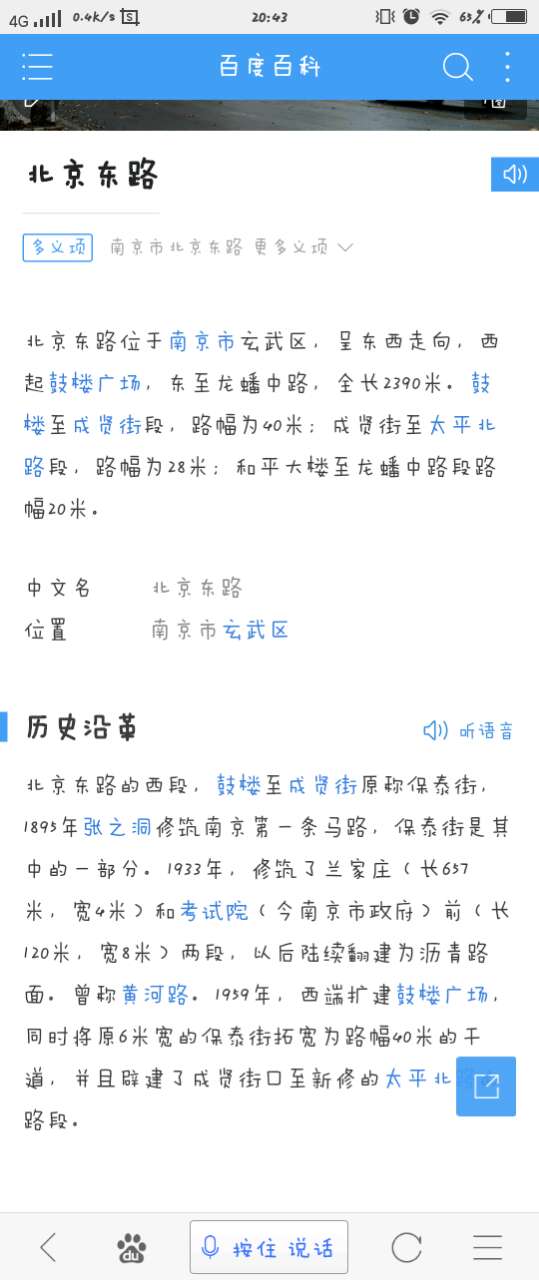 4G 0.4k/s 20:43 63%
百度百科
北京东路
多义项 南京市北京东路 更多义项
北京东路位于南京市玄武区，呈东西走向，西
起鼓楼广场，东至龙蟠中路，全长2390米。鼓
楼至成贤街段，路幅为40米；成贤街至太平北
路段，路幅为28米；和平大楼至龙蟠中路段路
幅20米。
中文名 北京东路
位置 南京市玄武区
历史沿革 听语音
北京东路的西段，鼓楼至成贤街原称保泰街，
1895年张之洞修筑南京第一条马路，保泰街是其
中的一部分。1933年，修筑了兰家庄（长657
米，宽4米）和考试院（今南京市政府）前（长
120米，宽8米）两段，以后陆续翻建为沥青路
面。曾称黄河路。1959年，西端扩建鼓楼广场，
同时将原6米宽的保泰街拓宽为路幅40米的干
道，并且辟建了成贤街口至新修的太平北
路段。
du 按住 说话